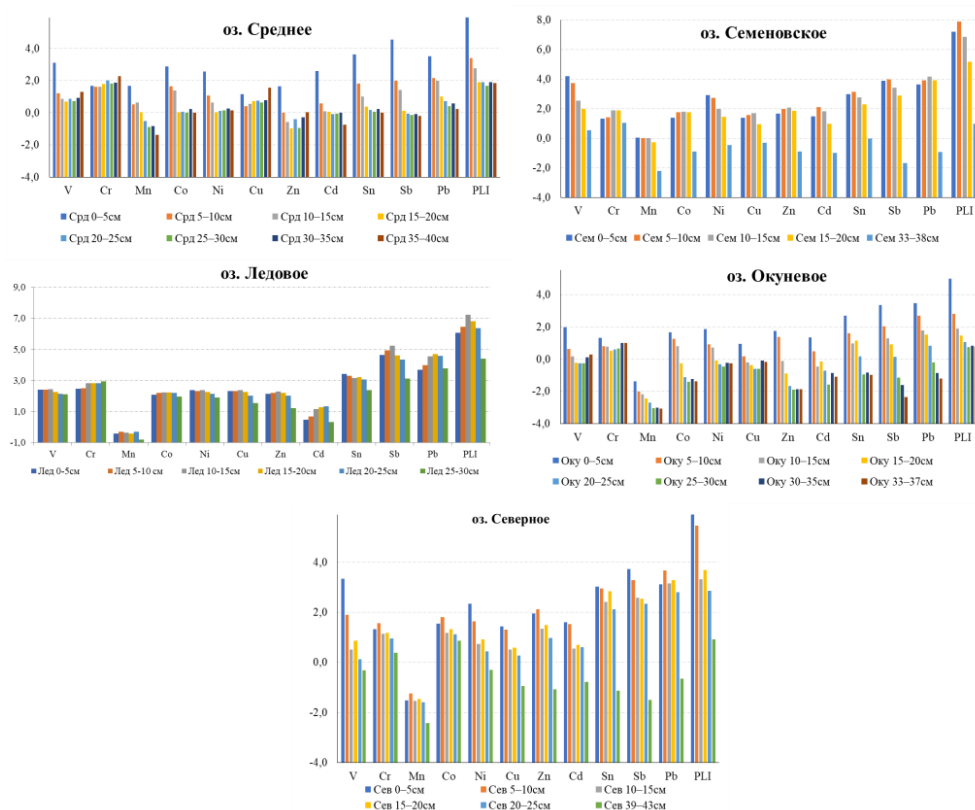 оз. Среднее
4,0
2,0
0,0
-2,0
-4,0
V Cr Mn Co Ni Cu Zn Cd Sn Sb Pb PLI
Срд 0–5см Срд 5–10см Срд 10–15см Срд 15–20см
Срд 20–25см Срд 25–30см Срд 30–35см Срд 35–40см
оз. Семеновское
8,0
6,0
4,0
2,0
0,0
-2,0
-4,0
V Cr Mn Co Ni Cu Zn Cd Sn Sb Pb PLI
Сем 0–5см Сем 5–10см Сем 10–15см Сем 15–20см Сем 33–38см
оз. Ледовое
9,0
7,0
5,0
3,0
1,0
-1,0
V Cr Mn Co Ni Cu Zn Cd Sn Sb Pb PLI
Лед 0-5см Лед 5-10 см Лед 10-15см Лед 15-20см Лед 20-25см Лед 25-30см
оз. Окуневое
4,0
2,0
0,0
-2,0
-4,0
V Cr Mn Co Ni Cu Zn Cd Sn Sb Pb PLI
Оку 0–5см Оку 5–10см Оку 10–15см Оку 15–20см
Оку 20–25см Оку 25–30см Оку 30–35см Оку 33–37см
оз. Северное
4,0
2,0
0,0
-2,0
-4,0
V Cr Mn Co Ni Cu Zn Cd Sn Sb Pb PLI
Сев 0–5см Сев 5–10см Сев 10–15см
Сев 15–20см Сев 20–25см Сев 39–43см